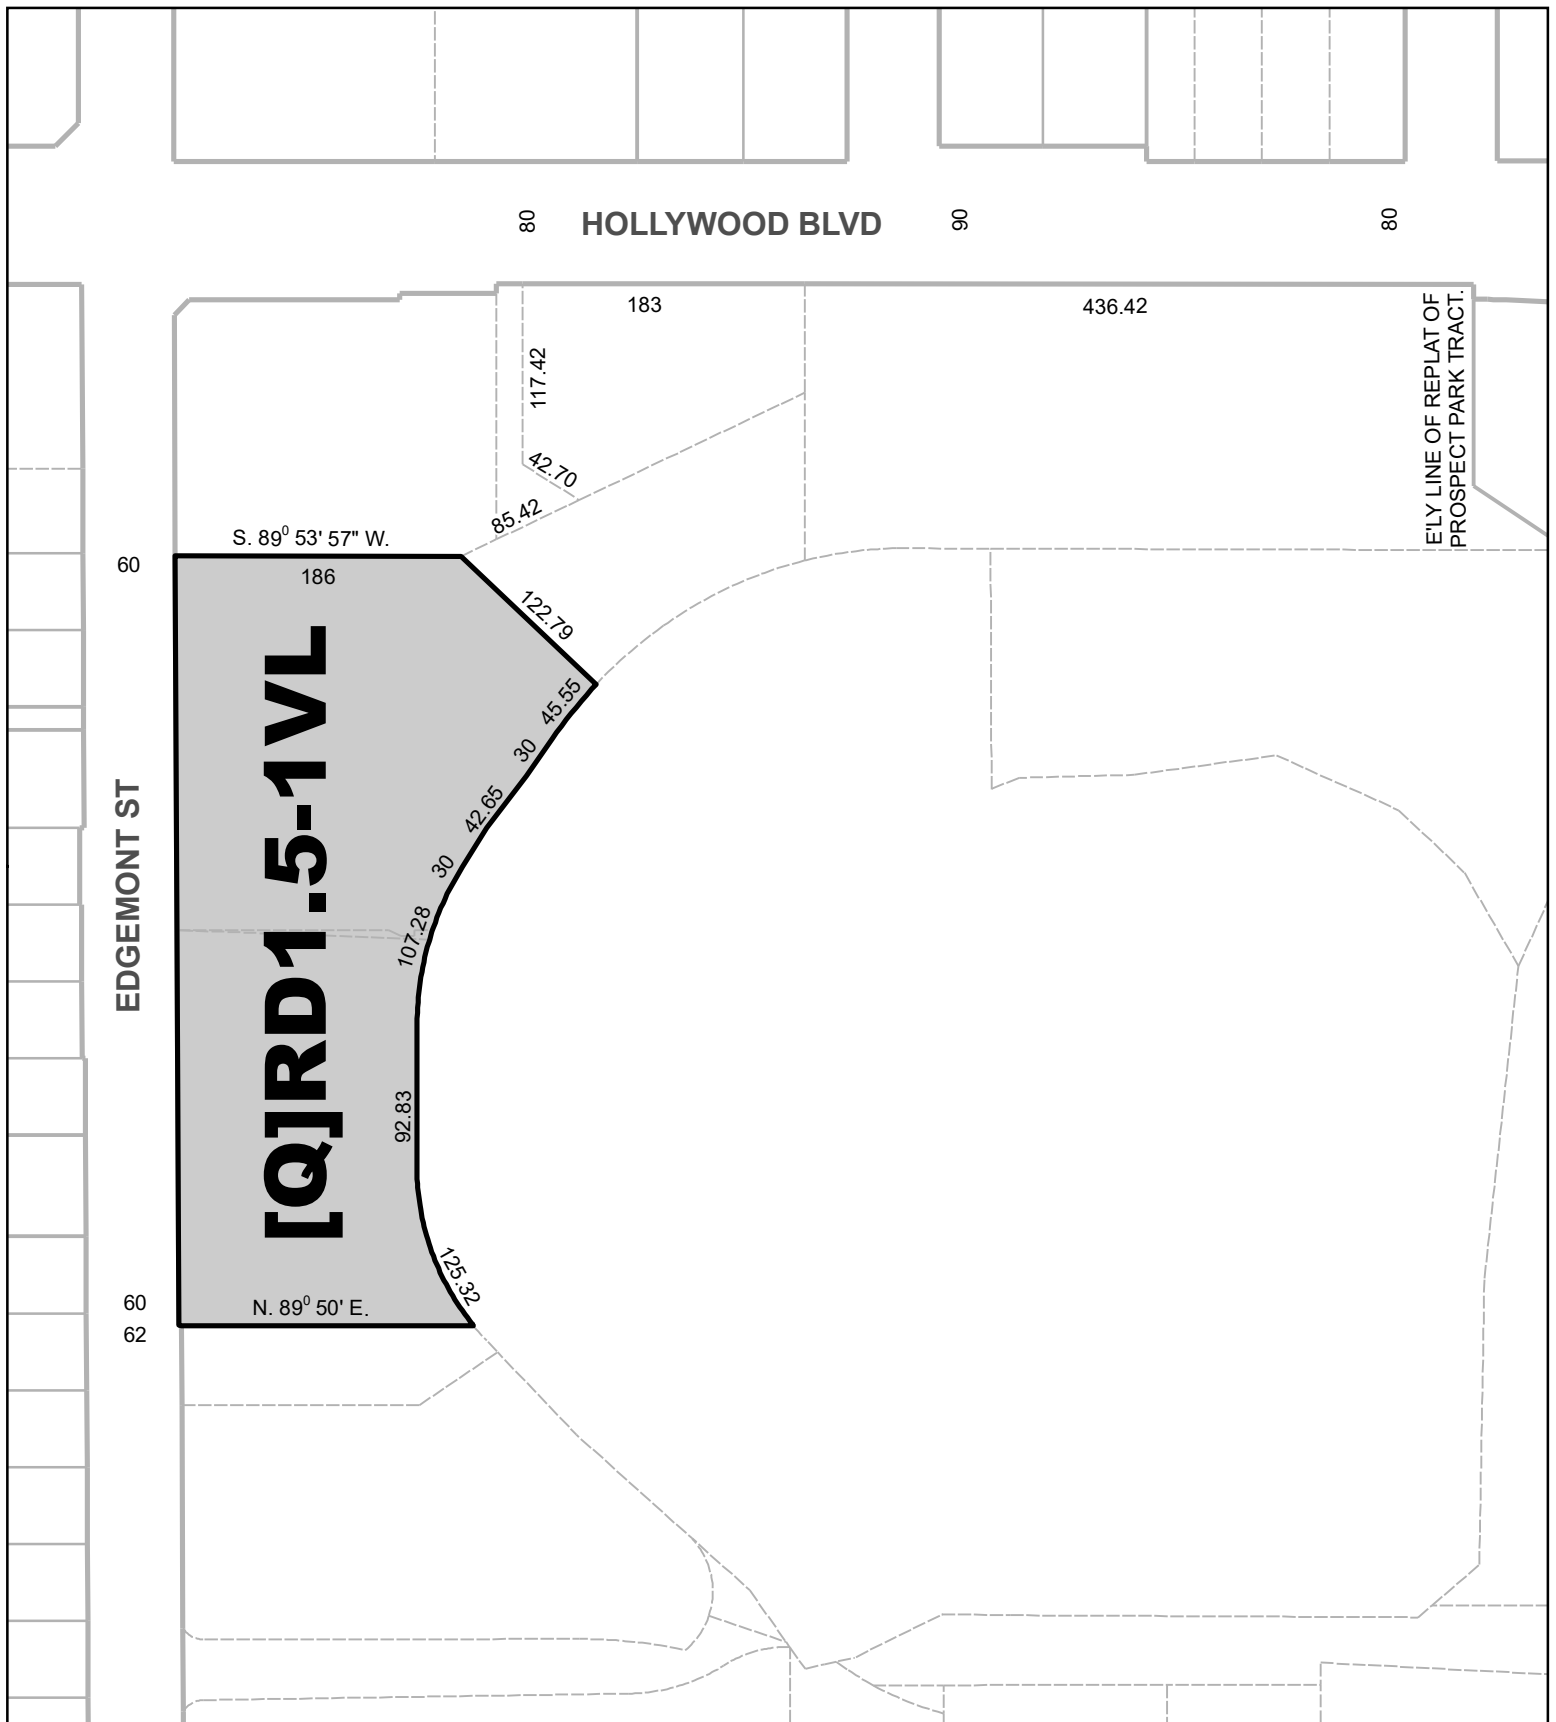 80
HOLLYWOOD BLVD
90
80
183
436.42
117.42
42.70
85.42
E'LY LINE OF REPLAT OF
PROSPECT PARK TRACT.
S. 89⁰ 53' 57" W.
60
186
122.79
45.55
30
42.65
30
107.28
EDGEMONT ST
[Q]RD1.5-1VL
92.83
125.32
60
N. 89⁰ 50' E.
62